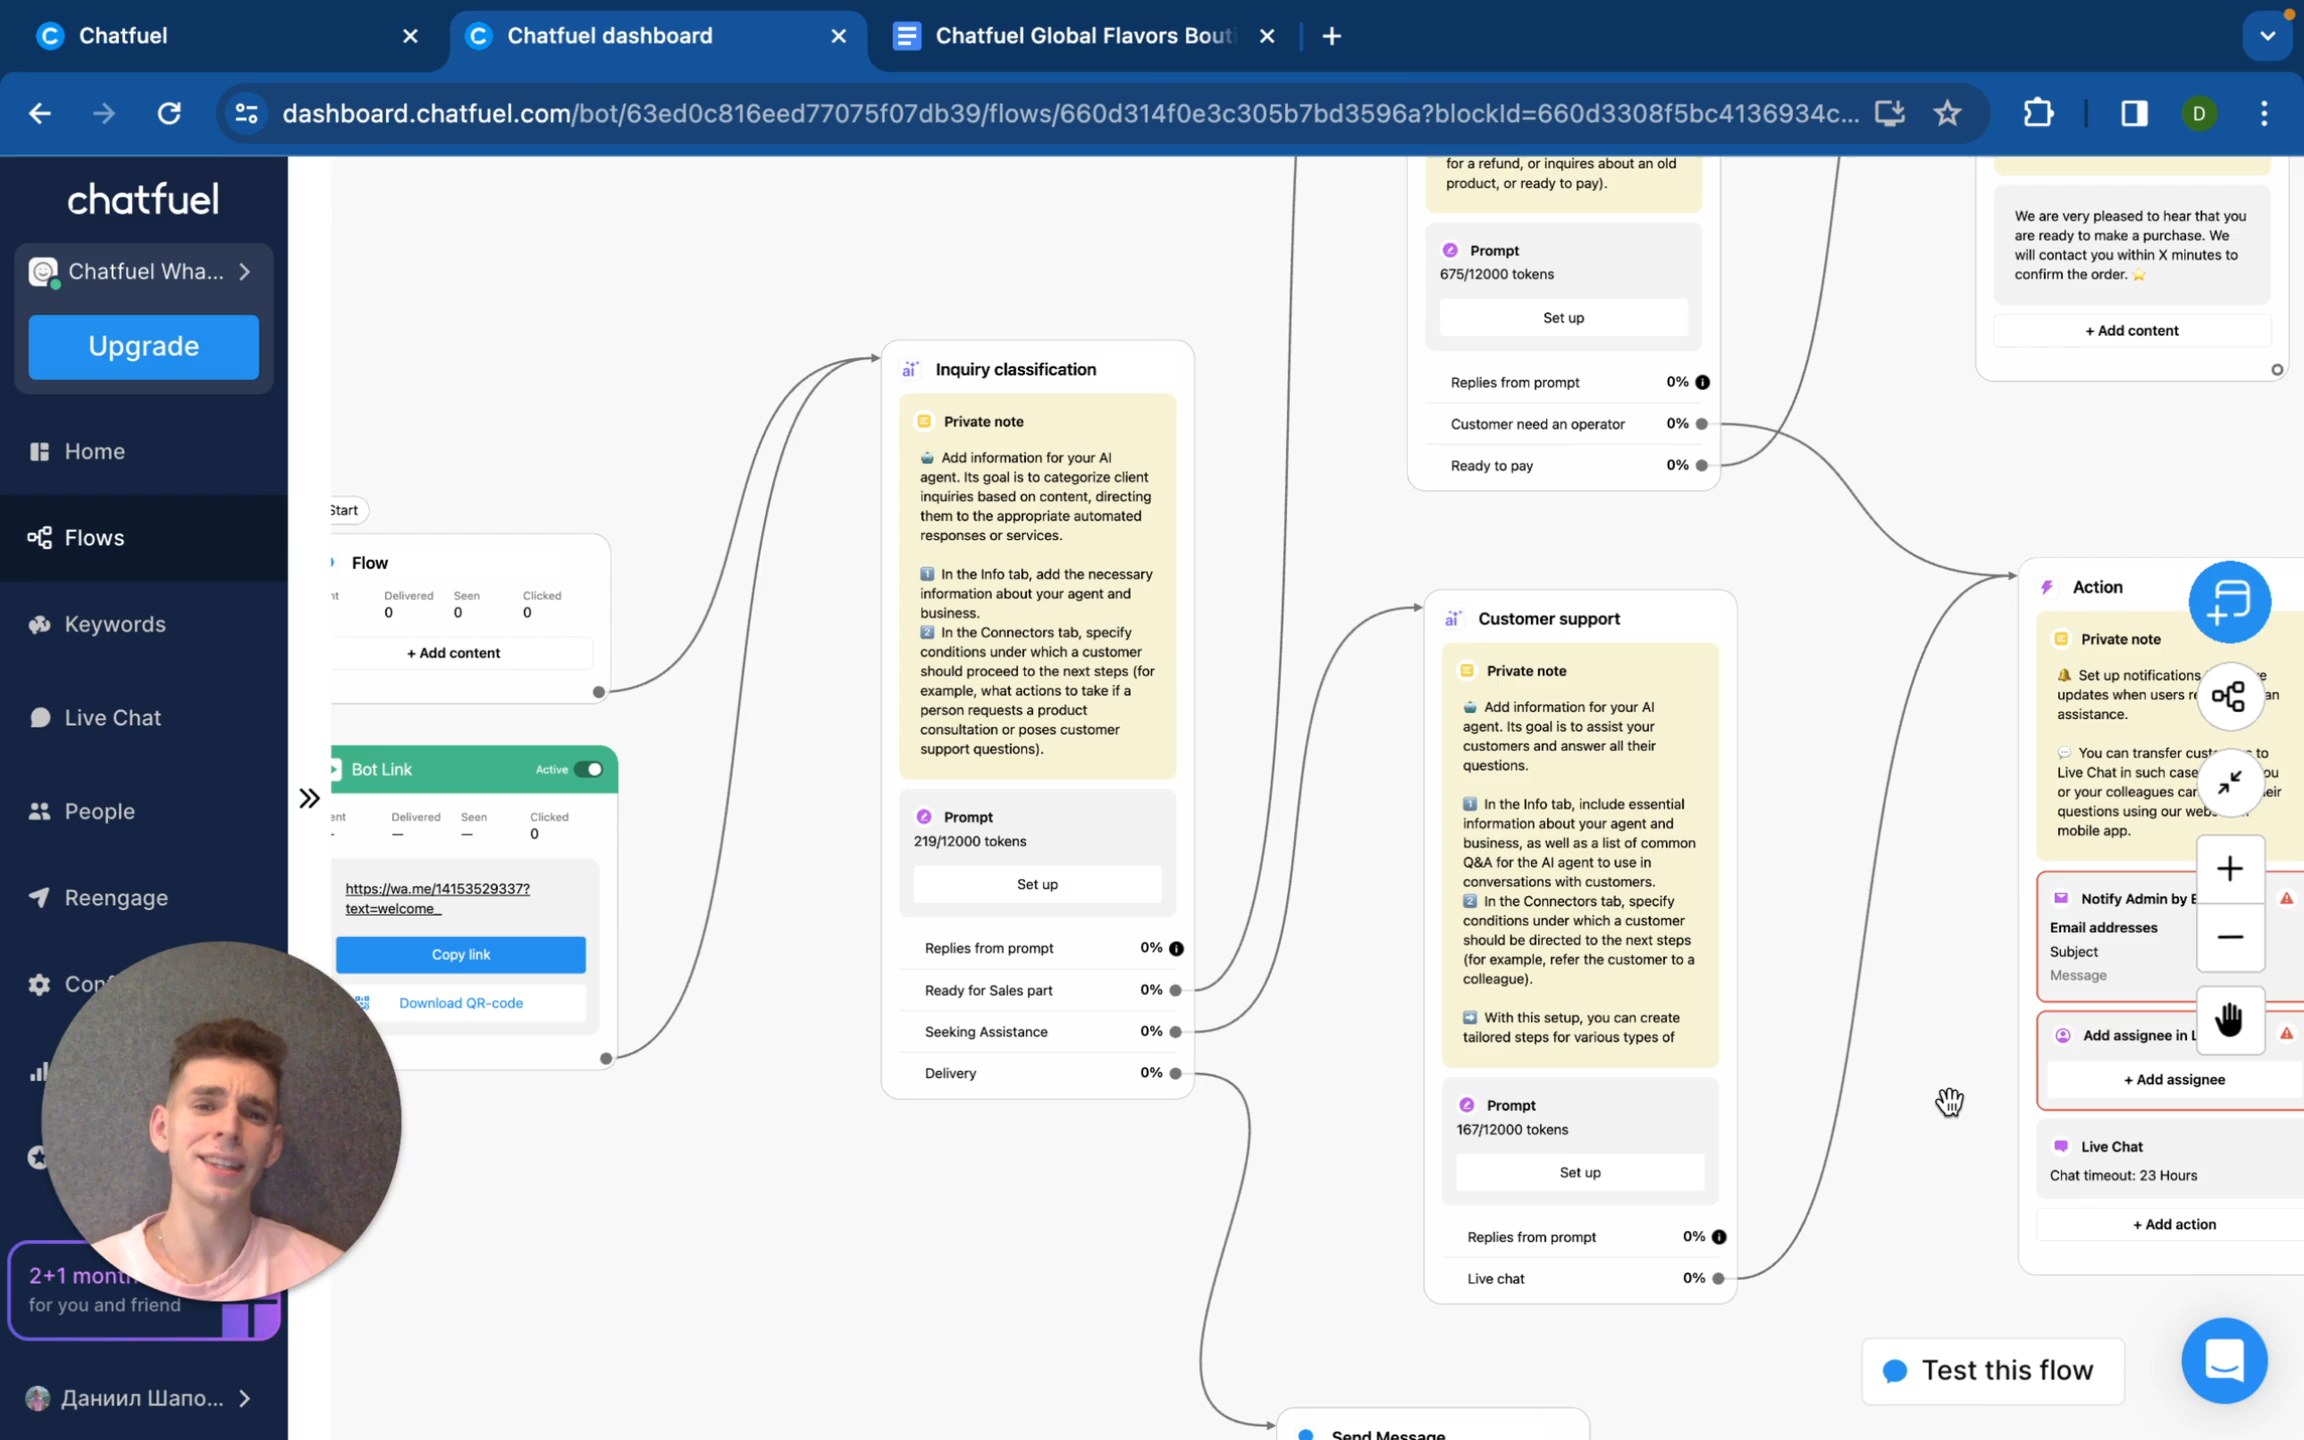 Chatfuel
Chatfuel dashboard
Chatfuel Global Flavors Bout
dashboard.chatfuel.com/bot/63ed0c816eed77075f07db39/flows/660d314f0e3c305b7bd3596a?blockId=660d3308f5bc4136934c...
D
chatfuel
Chatfuel Wha...
Upgrade
Home
Flows
Keywords
Live Chat
People
Reengage
2+1 month
for you and friend
Даниил Шапо...
Start
Flow
Delivered
Seen
Clicked
0
0
0
+ Add content
Bot Link
Active
Delivered
Seen
Clicked
—
—
0
https://wa.me/14153529337?
text=welcome_
Copy link
Download QR-code
Inquiry classification
Private note
Add information for your AI
agent. Its goal is to categorize client
inquiries based on content, directing
them to the appropriate automated
responses or services.
1 In the Info tab, add the necessary
information about your agent and
business.
2 In the Connectors tab, specify
conditions under which a customer
should proceed to the next steps (for
example, what actions to take if a
person requests a product
consultation or poses customer
support questions).
Prompt
219/12000 tokens
Set up
Replies from prompt 0%
Ready for Sales part 0%
Seeking Assistance 0%
Delivery 0%
for a refund, or inquires about an old
product, or ready to pay).
Prompt
675/12000 tokens
Set up
Replies from prompt 0%
Customer need an operator 0%
Ready to pay 0%
Customer support
Private note
Add information for your AI
agent. Its goal is to assist your
customers and answer all their
questions.
1 In the Info tab, include essential
information about your agent and
business, as well as a list of common
Q&A for the AI agent to use in
conversations with customers.
2 In the Connectors tab, specify
conditions under which a customer
should be directed to the next steps
(for example, refer the customer to a
colleague).
With this setup, you can create
tailored steps for various types of
Prompt
167/12000 tokens
Set up
Replies from prompt 0%
Live chat 0%
Send Message
We are very pleased to hear that you
are ready to make a purchase. We
will contact you within X minutes to
confirm the order.
+ Add content
Action
Private note
Set up notifications
updates when users an
assistance.
You can transfer to
Live Chat in such case
or your colleagues
questions using our
mobile app.
Notify Admin by
Email addresses
Subject
Message
Add assignee in
+ Add assignee
Live Chat
Chat timeout: 23 Hours
+ Add action
Test this flow